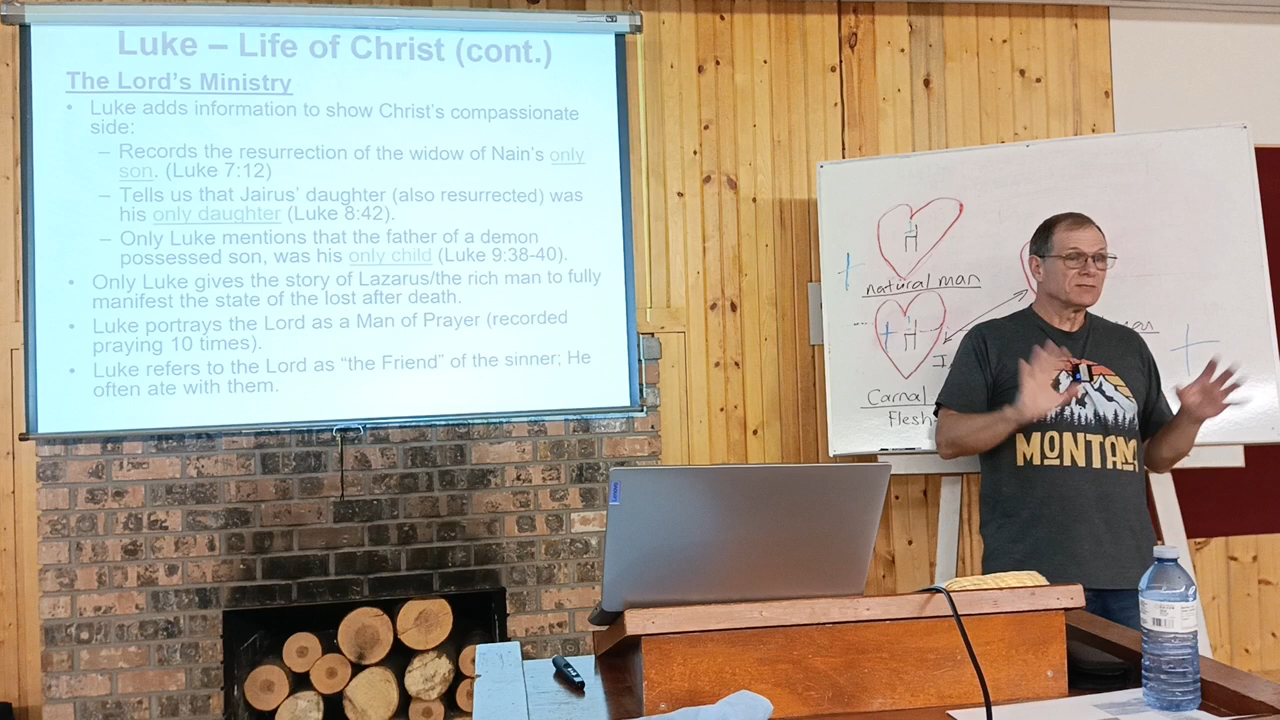 Luke – Life of Christ (cont.)
The Lord's Ministry
• Luke adds information to show Christ's compassionate
side:
– Records the resurrection of the widow of Nain's only
son. (Luke 7:12)
– Tells us that Jairus' daughter (also resurrected) was
his only daughter (Luke 8:42).
– Only Luke mentions that the father of a demon
possessed son, was his only child (Luke 9:38-40).
• Only Luke gives the story of Lazarus/the rich man to fully
manifest the state of the lost after death.
• Luke portrays the Lord as a Man of Prayer (recorded
praying 10 times).
• Luke refers to the Lord as “the Friend” of the sinner; He
often ate with them.
natural man
Carnal
Flesh
MONTANA
Lenovo